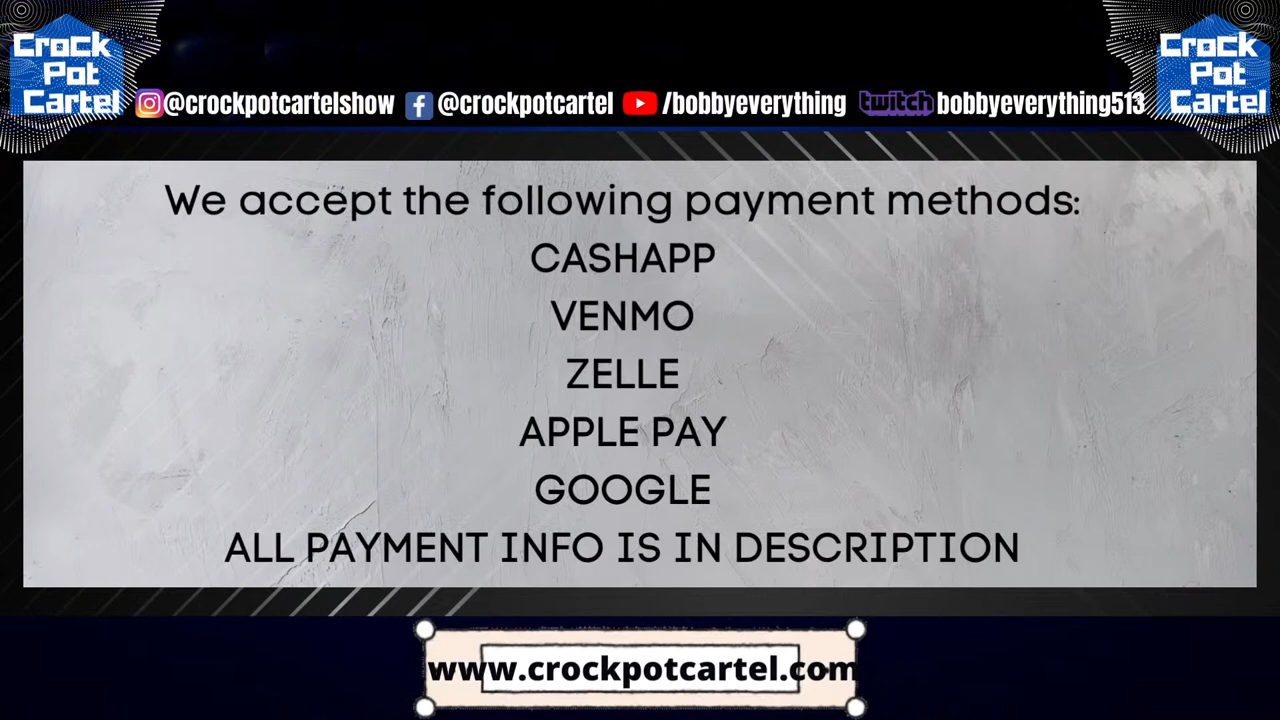 Crock
Pot
Cartel
@crockpotcartelshow @crockpotcartel /bobbyeverything twitch bobbyeverything513
Crock
Pot
Cartel
We accept the following payment methods:
CASHAPP
VENMO
ZELLE
APPLE PAY
GOOGLE
ALL PAYMENT INFO IS IN DESCRIPTION
www.crockpotcartel.com